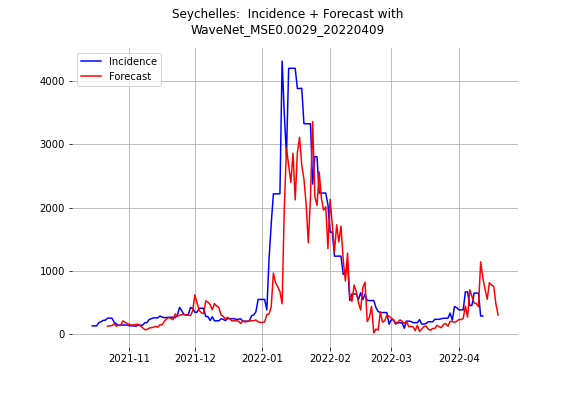 Seychelles:  Incidence + Forecast with
WaveNet_MSE0.0029_20220409
Incidence
Forecast
4000
3000
2000
1000
0
2021-11
2021-12
2022-01
2022-02
2022-03
2022-04